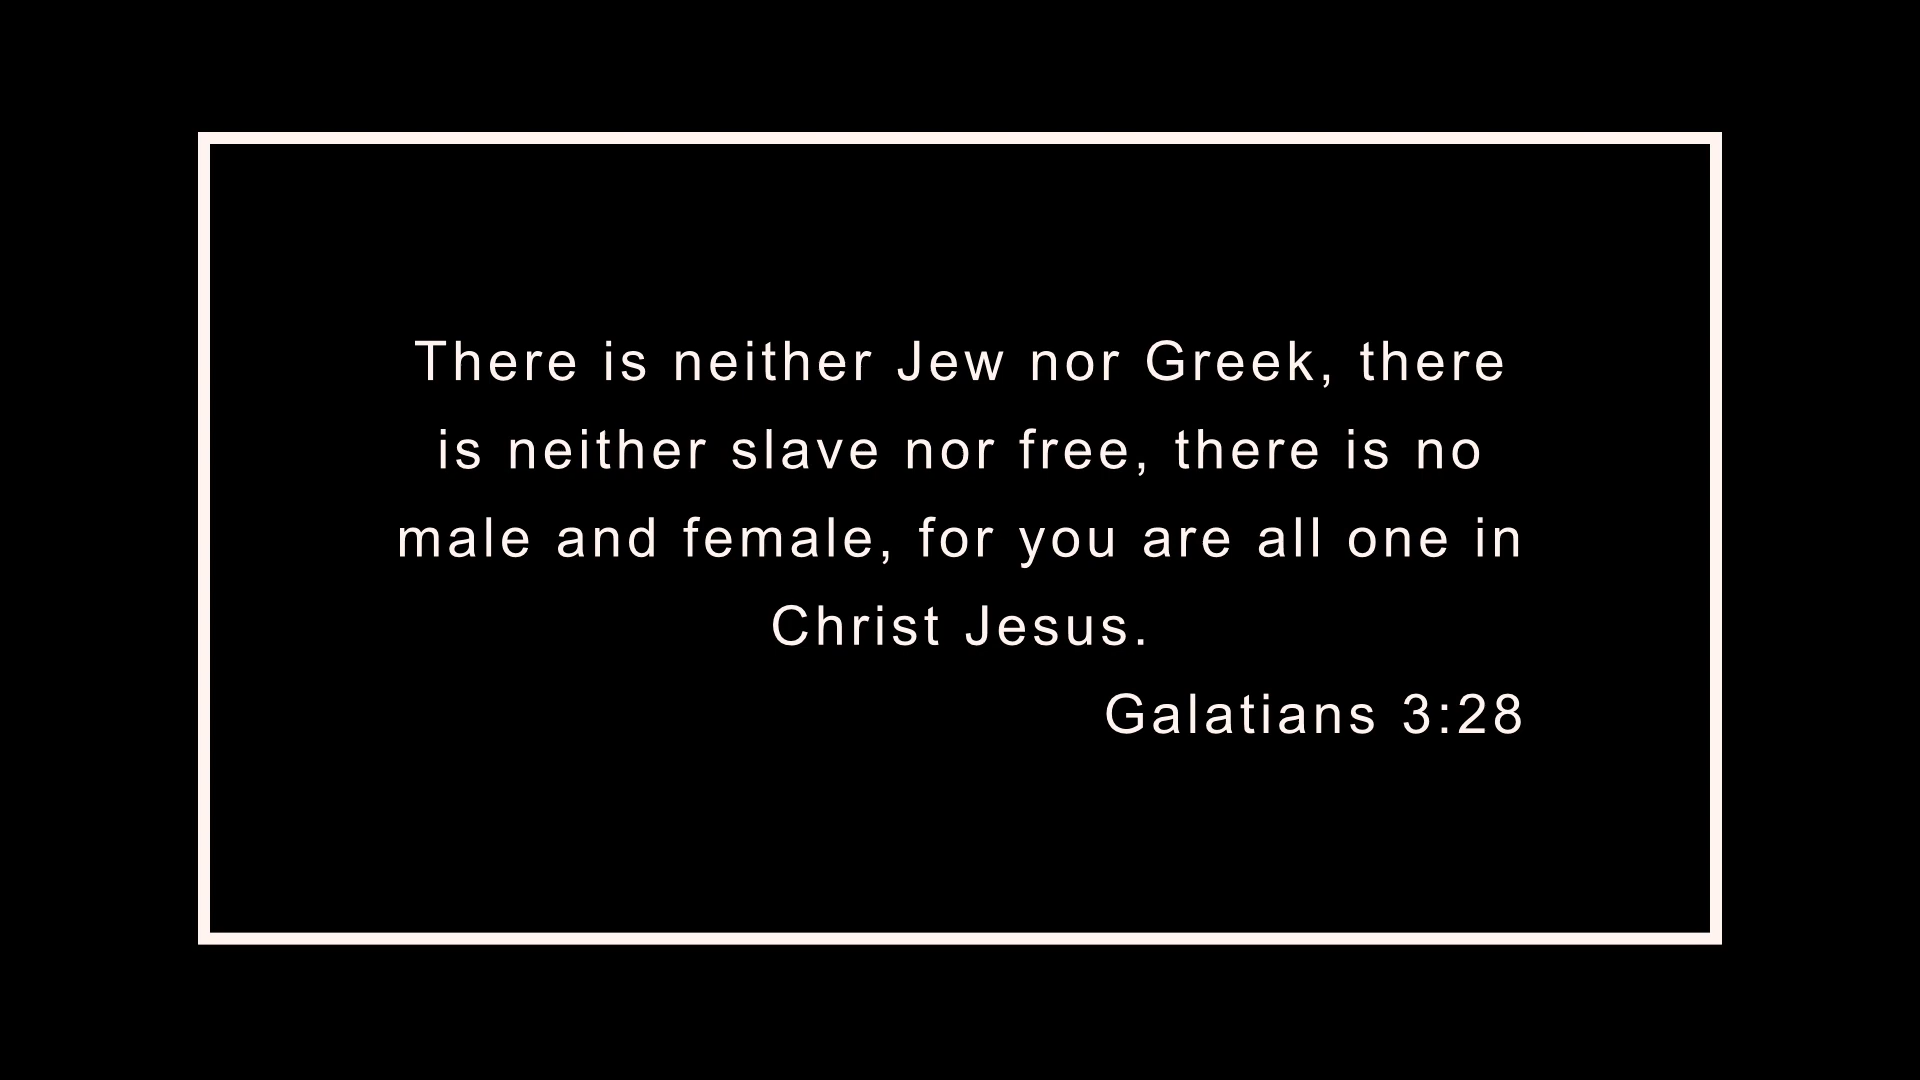 There is neither Jew nor Greek, there
is neither slave nor free, there is no
male and female, for you are all one in
Christ Jesus.
Galatians 3:28